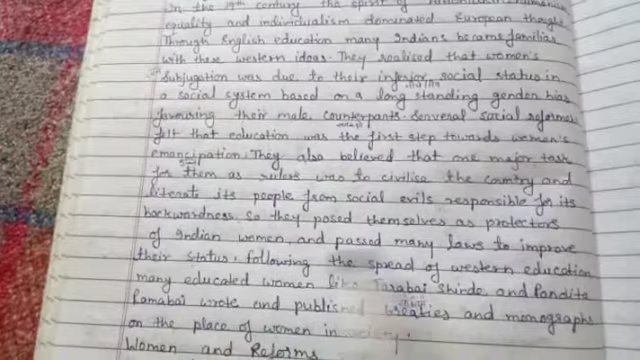 In the 19th century the spirit of rationalism, humanism
equality and individualism dominated European thought
Through English education many Indians became familiar
with these western ideas. They realised that women's
subjugation was due to their inferior social status in
a social system based on a long standing gender bias
favouring their male counterparts. Senveral social reformers
felt that education was the first step towards women's
emancipation. They also believed that one major task
for them as rulers was to civilise the country and
literate its people from social evils responsible for its
backwardness. So they posed themselves as protectors
of Indian women, and passed many laws to improve
their status. following the spread of western education
many educated women like Tarabai Shinde and Pandita
Ramabai wrote and published treaties and monographs
on the place of women in society.
Women and Reforms